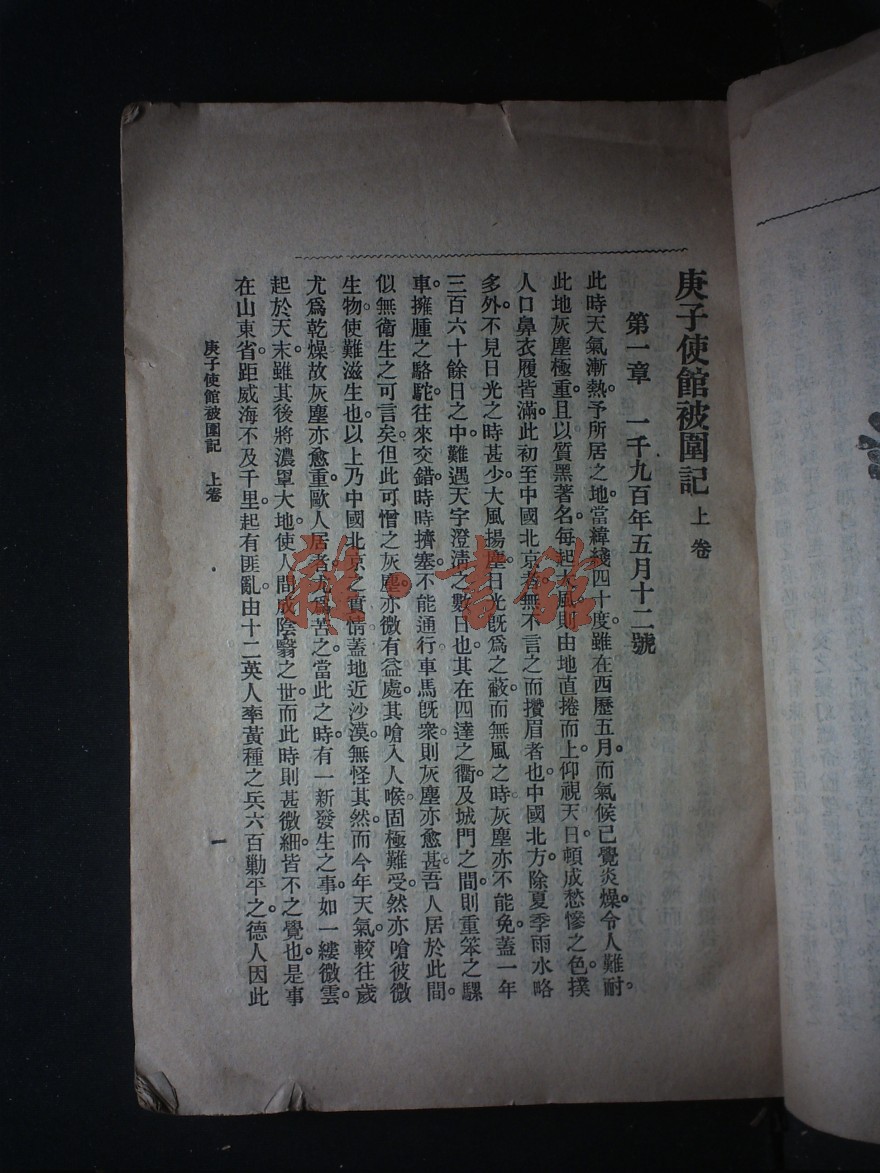 庚子使館被圍記 上卷
第一章 一千九百年五月十二號
此時天氣漸熱予所居之地當緯綫四十度雖在西歷五月。而氣候已覺炎燥。令人難耐。
此地灰塵極重。且以質黑著名。每起大風則由地直捲而上。仰視天日。頓成愁慘之色。撲
人口鼻衣履皆滿。此初至中國北京者。無不言之而攢眉者也。中國北方。除夏季雨水略
多外。不見日光之時甚少。大風揚塵。日光旣爲之蔽。而無風之時。灰塵亦不能免。蓋一年
三百六十餘日之中。難遇天宇澄淸之數日也。其在四達之衢。及城門之間。則重笨之騾
車。擁腫之駱駝。往來交錯。時時擠塞。不能通行。車馬旣衆。則灰塵亦愈甚。吾人居於此間。
似無衛生之可言矣。但此可憎之灰塵。亦微有益處。其嗆入人喉。固極難受。然亦嗆彼微
生物使難滋生也。以上乃中國北京之實情。蓋地近沙漠。無怪其然。而今年天氣較往歲
尤爲乾燥。故灰塵亦愈重。歐人居者。尤爲苦之。當此之時。有一新發生之事。如一縷微雲。
起於天末。雖其後將濃罩大地。使人間成陰翳之世。而此時則甚微細。皆不之覺也。是事
在山東省。距威海不及千里。起有匪亂。由十二英人率黃種之兵六百勦平之。德人因此
庚子使館被圍記 上卷
一
雜·書館